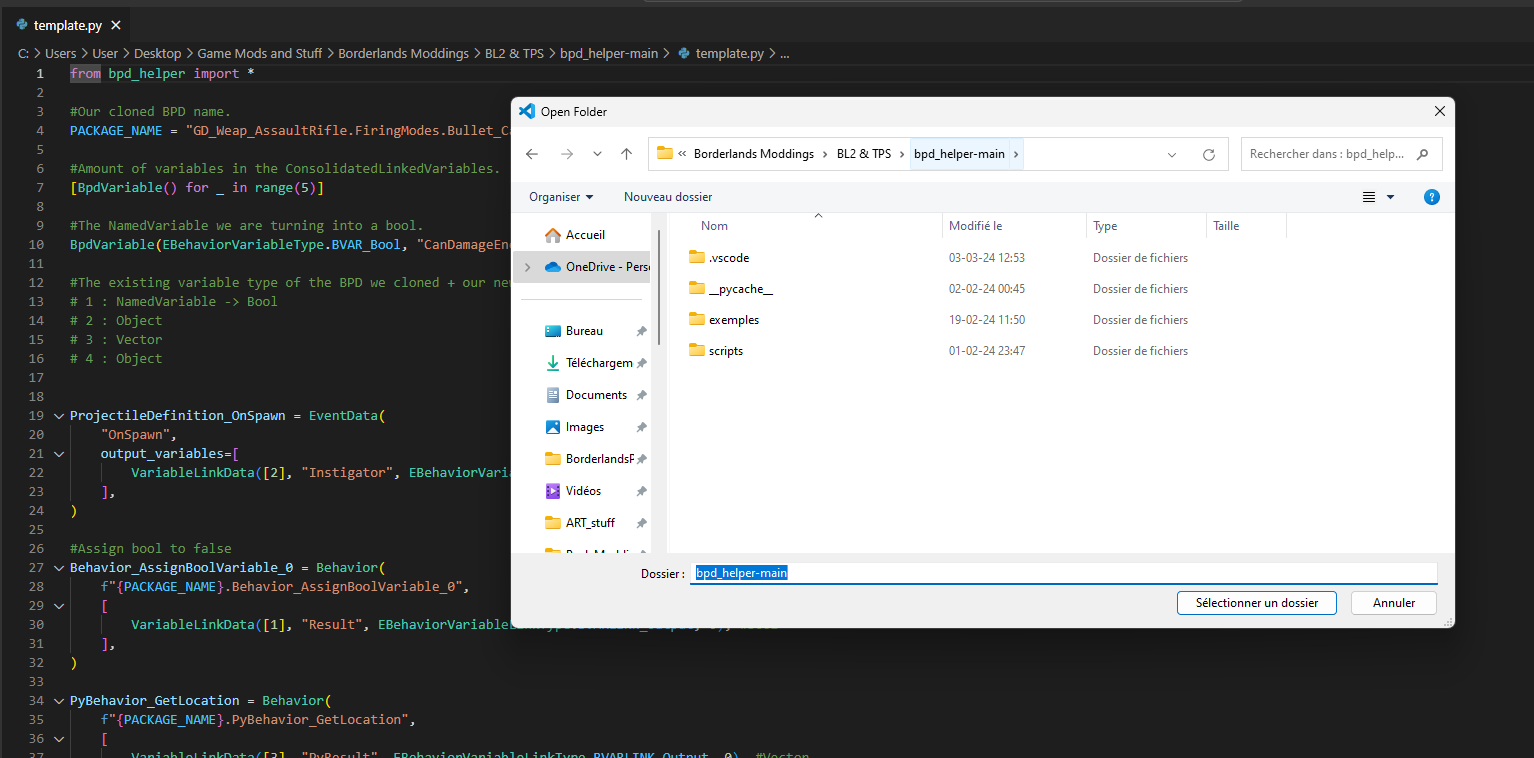 template.py
C: > Users > User > Desktop > Game Mods and Stuff > Borderlands Moddings > BL2 & TPS > bpd_helper-main > template.py > ...
1 from bpd_helper import *
2
3 #Our cloned BPD name.
4 PACKAGE_NAME = "GD_Weap_AssaultRifle.FiringModes.Bullet_
5
6 #Amount of variables in the ConsolidatedLinkedVariables.
7 [BpdVariable() for _ in range(5)]
8
9 #The NamedVariable we are turning into a bool.
10 BpdVariable(EBehaviorVariableType.BVAR_Bool, "CanDamageEn
11
12 #The existing variable type of the BPD we cloned + our ne
13 # 1 : NamedVariable -> Bool
14 # 2 : Object
15 # 3 : Vector
16 # 4 : Object
17
18
19 ProjectileDefinition_OnSpawn = EventData(
20 "OnSpawn",
21 output_variables=[
22 VariableLinkData([2], "Instigator", EBehaviorVari
23 ],
24 )
25
26 #Assign bool to false
27 Behavior_AssignBoolVariable_0 = Behavior(
28 f"{PACKAGE_NAME}.Behavior_AssignBoolVariable_0",
29 [
30 VariableLinkData([1], "Result", EBehaviorVariable
31 ],
32 )
33
34 PyBehavior_GetLocation = Behavior(
35 f"{PACKAGE_NAME}.PyBehavior_GetLocation",
36 [
37 VariableLinkData([3], "PyResult", EBehaviorVariableLinkType.BVARLINK_Output, 0), #Vector
Open Folder
« Borderlands Moddings > BL2 & TPS > bpd_helper-main >
Rechercher dans : bpd_help...
Organiser
Nouveau dossier
?
Accueil
OneDrive - Pers
Bureau
Téléchargem
Documents
Images
Borderlands
Vidéos
ART_stuff
Nom Modifié le Type Taille
.vscode 03-03-24 12:53 Dossier de fichiers
__pycache__ 02-02-24 00:45 Dossier de fichiers
exemples 19-02-24 11:50 Dossier de fichiers
scripts 01-02-24 23:47 Dossier de fichiers
Dossier : bpd_helper-main
Sélectionner un dossier
Annuler